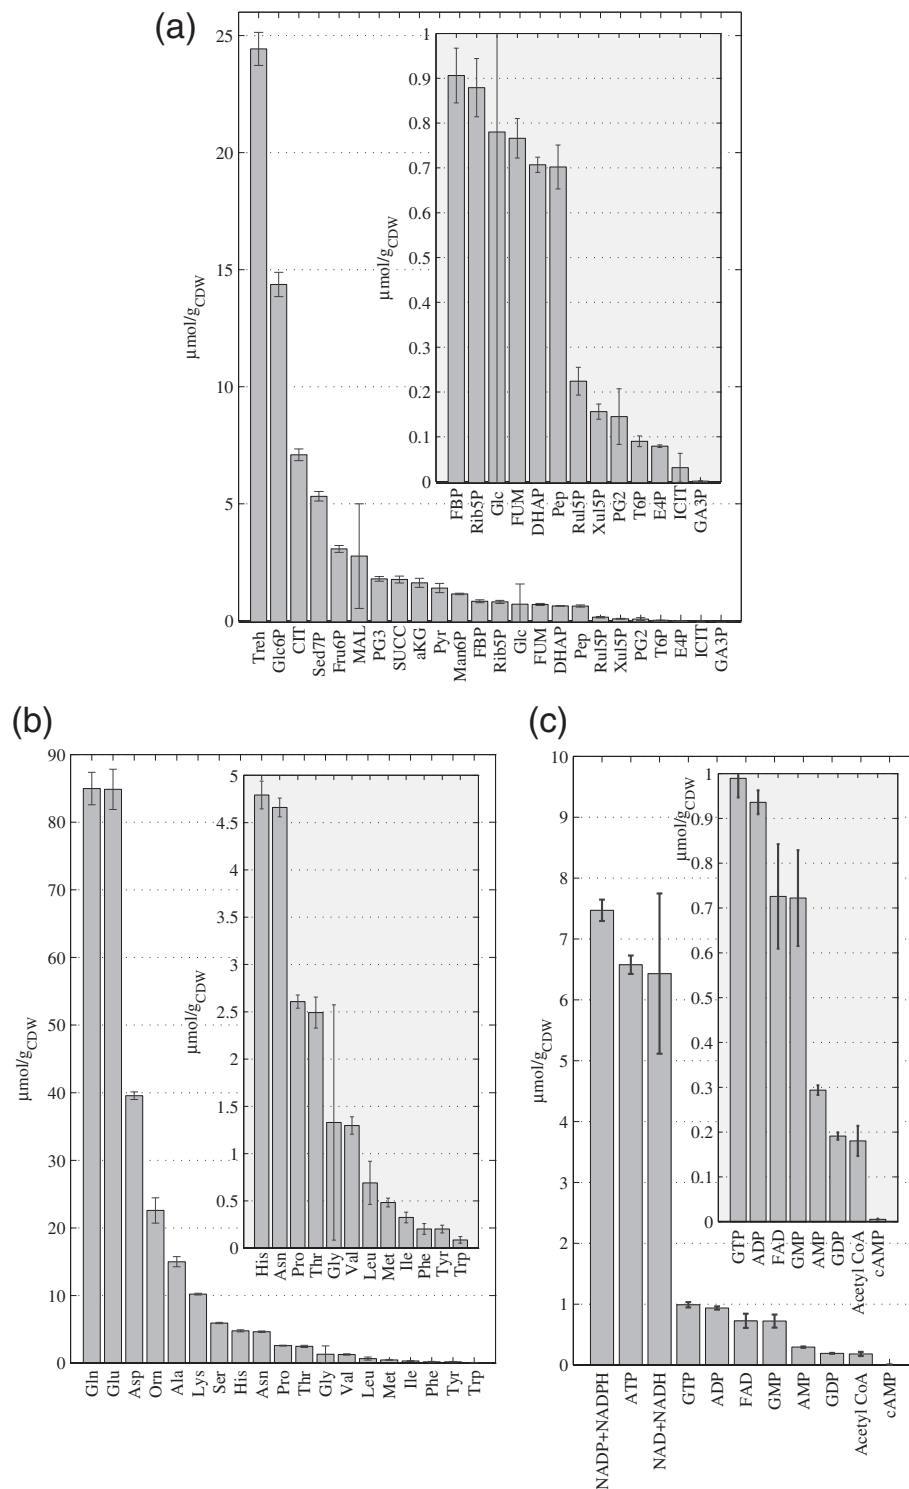 (a)
25
20
15
10
5
0
μmol/gCDW
Treh
Glc6P
CIT
Sed7P
Fru6P
MAL
PG3
SUCC
aKG
Pyr
Man6P
FBP
Rib5P
Glc
FUM
DHAP
Pep
Rul5P
Xul5P
PG2
T6P
E4P
ICIT
GA3P
1
0.9
0.8
0.7
0.6
0.5
0.4
0.3
0.2
0.1
0
μmol/gCDW
FBP
Rib5P
Glc
FUM
DHAP
Pep
Rul5P
Xul5P
PG2
T6P
E4P
ICIT
GA3P
(b)
90
80
70
60
50
40
30
20
10
0
μmol/gCDW
Gln
Glu
Asp
Orn
Ala
Lys
Ser
His
Asn
Pro
Thr
Gly
Val
Leu
Met
Ile
Phe
Tyr
Trp
5
4.5
4
3.5
3
2.5
2
1.5
1
0.5
0
μmol/gCDW
His
Asn
Pro
Thr
Gly
Val
Leu
Met
Ile
Phe
Tyr
Trp
(c)
10
9
8
7
6
5
4
3
2
1
0
μmol/gCDW
NADP+NADPH
ATP
NAD+NADH
GTP
ADP
FAD
GMP
AMP
GDP
Acetyl CoA
cAMP
1
0.9
0.8
0.7
0.6
0.5
0.4
0.3
0.2
0.1
0
μmol/gCDW
GTP
ADP
FAD
GMP
AMP
GDP
Acetyl CoA
cAMP